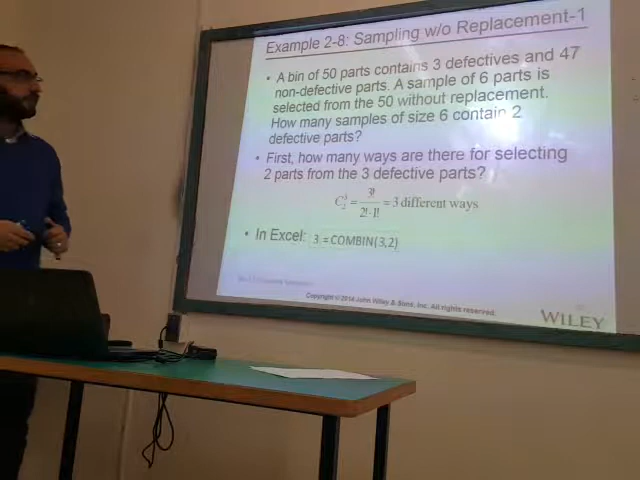 Example 2-8: Sampling w/o Replacement-1
• A bin of 50 parts contains 3 defectives and 47
non-defective parts. A sample of 6 parts is
selected from the 50 without replacement.
How many samples of size 6 contain 2
defective parts?
• First, how many ways are there for selecting
2 parts from the 3 defective parts?
C₂³ = 3! / (2! · 1!) = 3 different ways
• In Excel: 3 =COMBIN(3,2)
Copyright © 2014 John Wiley & Sons, Inc. All rights reserved.
WILEY